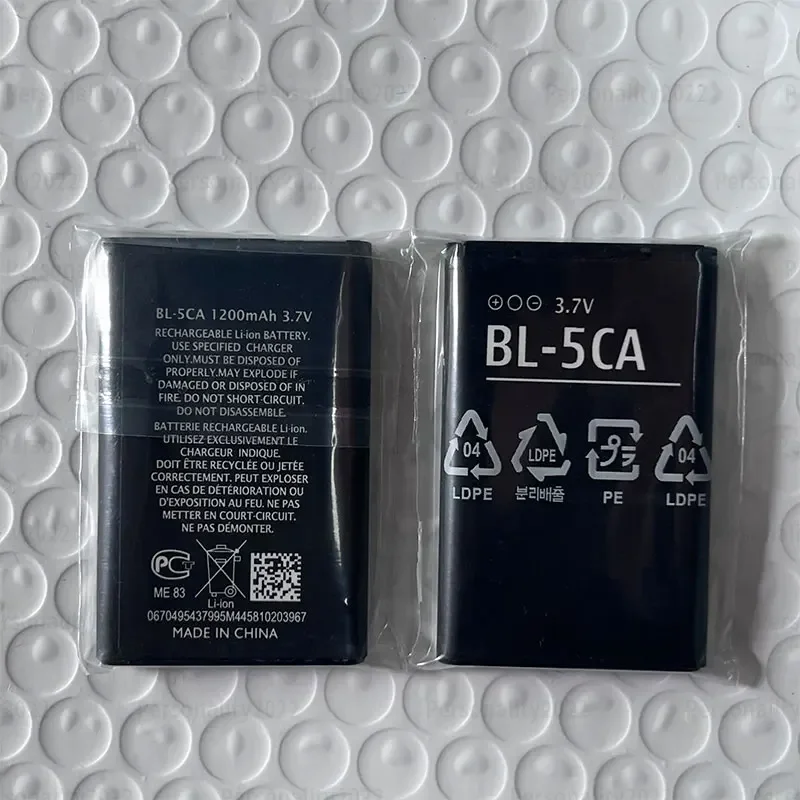 BL-5CA 1200mAh 3.7V
RECHARGEABLE Li-ion BATTERY.
USE SPECIFIED CHARGER
ONLY.MUST BE DISPOSED OF
PROPERLY.MAY EXPLODE IF
DAMAGED OR DISPOSED OF IN
FIRE. DO NOT SHORT-CIRCUIT.
DO NOT DISASSEMBLE.
BATTERIE RECHARGEABLE Li-ion.
UTILISEZ EXCLUSIVEMENT LE
CHARGEUR INDIQUE.
DOIT ÊTRE RECYCLÉE OU JETÉE
CORRECTEMENT. PEUT EXPLOSER
EN CAS DE DÉTÉRIORATION OU
D'EXPOSITION AU FEU. NE PAS
METTER EN COURT-CIRCUIT.
NE PAS DÉMONTER.
PCT
ME 83
Li-ion
0670495437995M445810203967
MADE IN CHINA
⊕○⊖ 3.7V
BL-5CA
04 LDPE プラ 04
LDPE 분리배출 PE LDPE
Personality2022